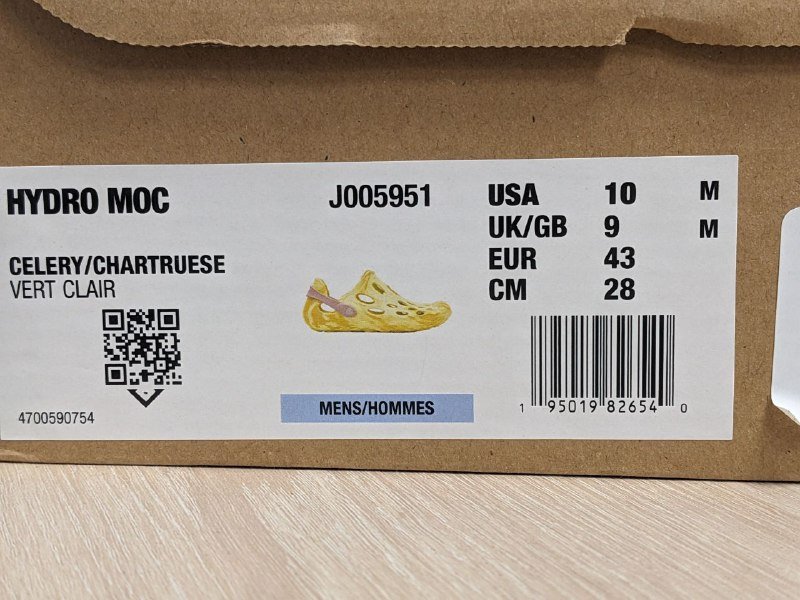 HYDRO MOC
J005951
CELERY/CHARTRUESE
VERT CLAIR
4700590754
MENS/HOMMES
USA 10 M
UK/GB 9 M
EUR 43
CM 28
1 95019 82654 0